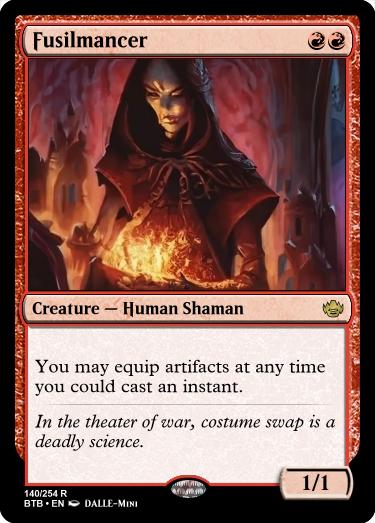 Fusilmancer
Creature — Human Shaman
You may equip artifacts at any time
you could cast an instant.
In the theater of war, costume swap is a
deadly science.
1/1
140/254 R
BTB • EN DALLE-Mini